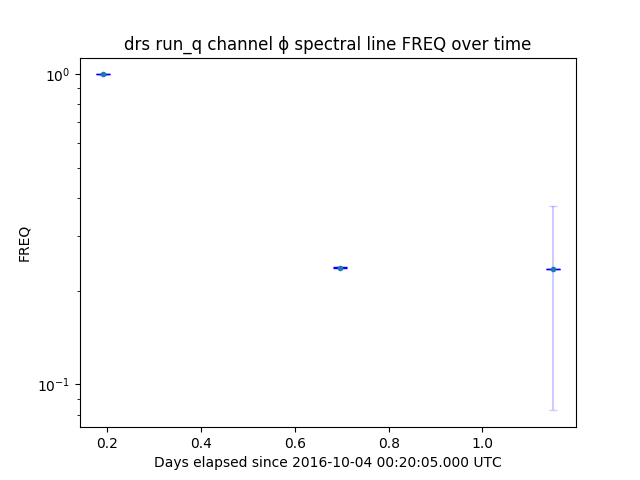 drs run_q channel ϕ spectral line FREQ over time
10⁰
10⁻¹
FREQ
0.2 0.4 0.6 0.8 1.0
Days elapsed since 2016-10-04 00:20:05.000 UTC